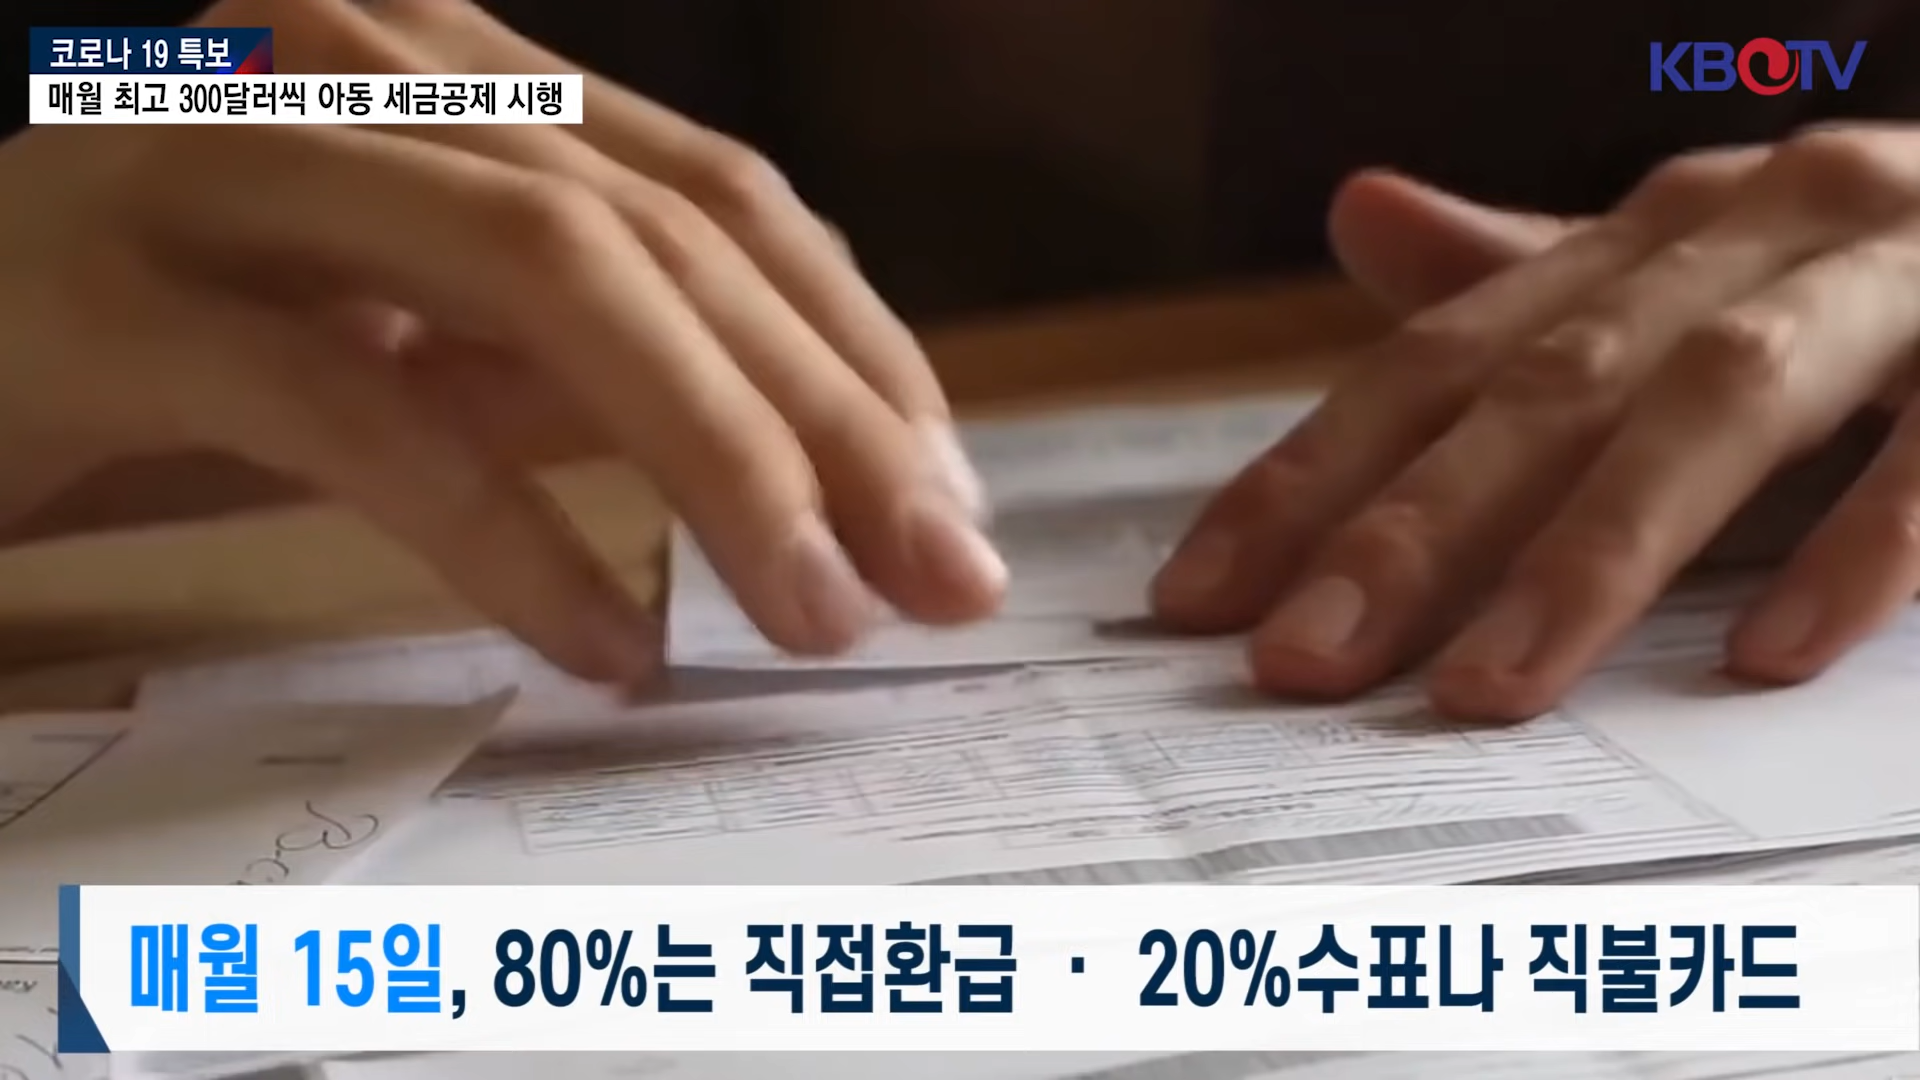 코로나 19 특보
매월 최고 300달러씩 아동 세금공제 시행
KBOTV
매월 15일, 80%는 직접환급 · 20%수표나 직불카드